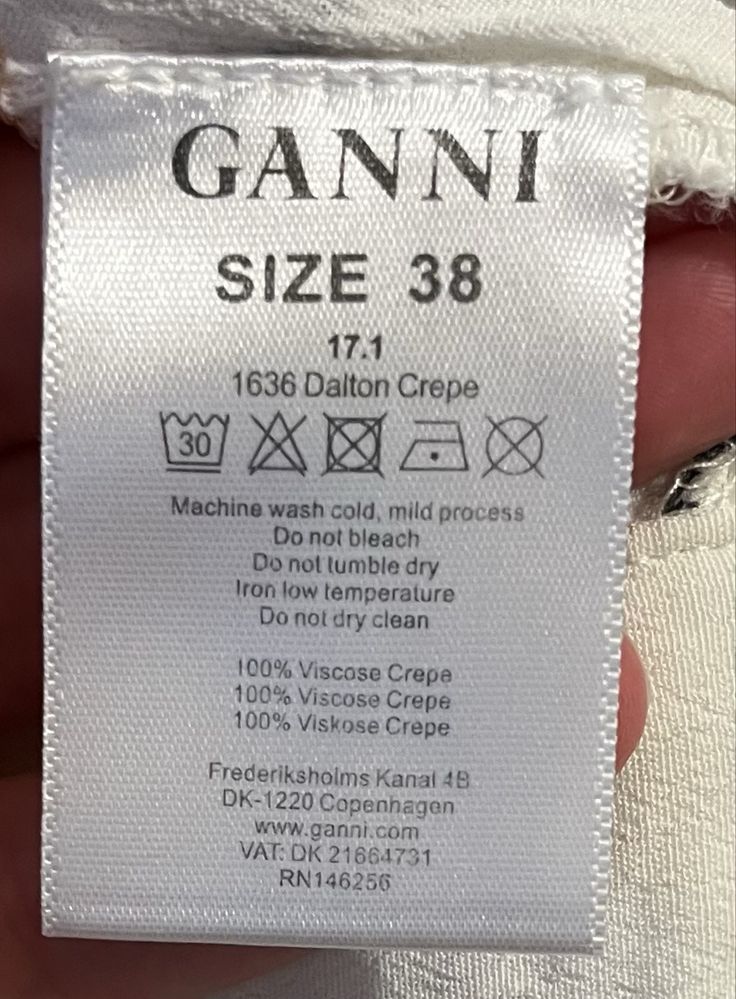 GANNI
SIZE 38
17.1
1636 Dalton Crepe
30
Machine wash cold, mild process
Do not bleach
Do not tumble dry
Iron low temperature
Do not dry clean
100% Viscose Crepe
100% Viscose Crepe
100% Viskose Crepe
Frederiksholms Kanal 4B
DK-1220 Copenhagen
www.ganni.com
VAT: DK 21664731
RN146256